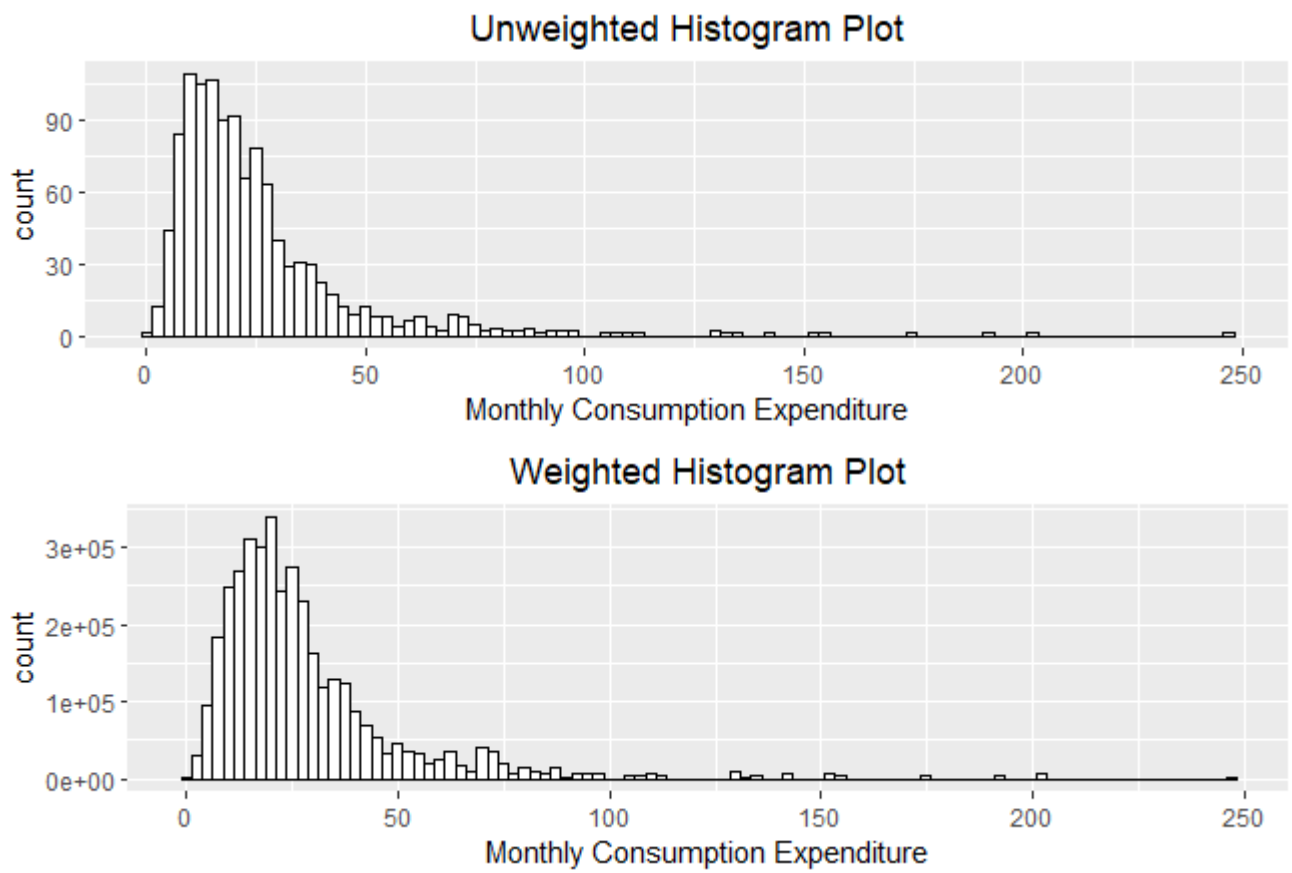 Unweighted Histogram Plot
90
60
30
0
count
0 50 100 150 200 250
Monthly Consumption Expenditure
Weighted Histogram Plot
3e+05
2e+05
1e+05
0e+00
count
0 50 100 150 200 250
Monthly Consumption Expenditure